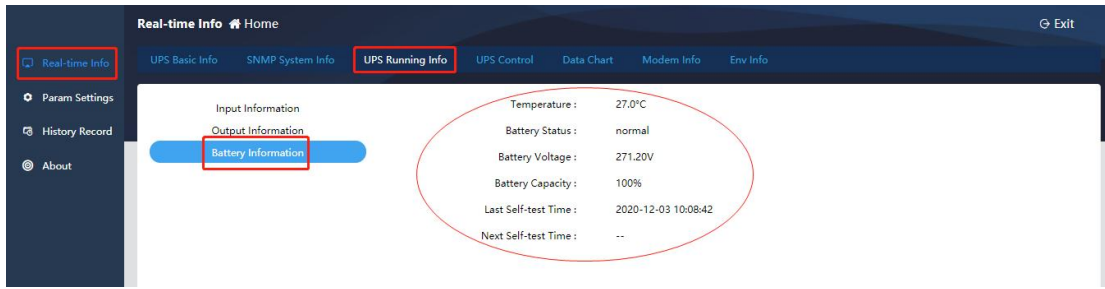 Real-time Info Home
Exit
Real-time Info
Param Settings
History Record
About
UPS Basic Info SNMP System Info UPS Running Info UPS Control Data Chart Modem Info Env Info
Input Information
Output Information
Battery Information
Temperature : 27.0°C
Battery Status : normal
Battery Voltage : 271.20V
Battery Capacity : 100%
Last Self-test Time : 2020-12-03 10:08:42
Next Self-test Time : --